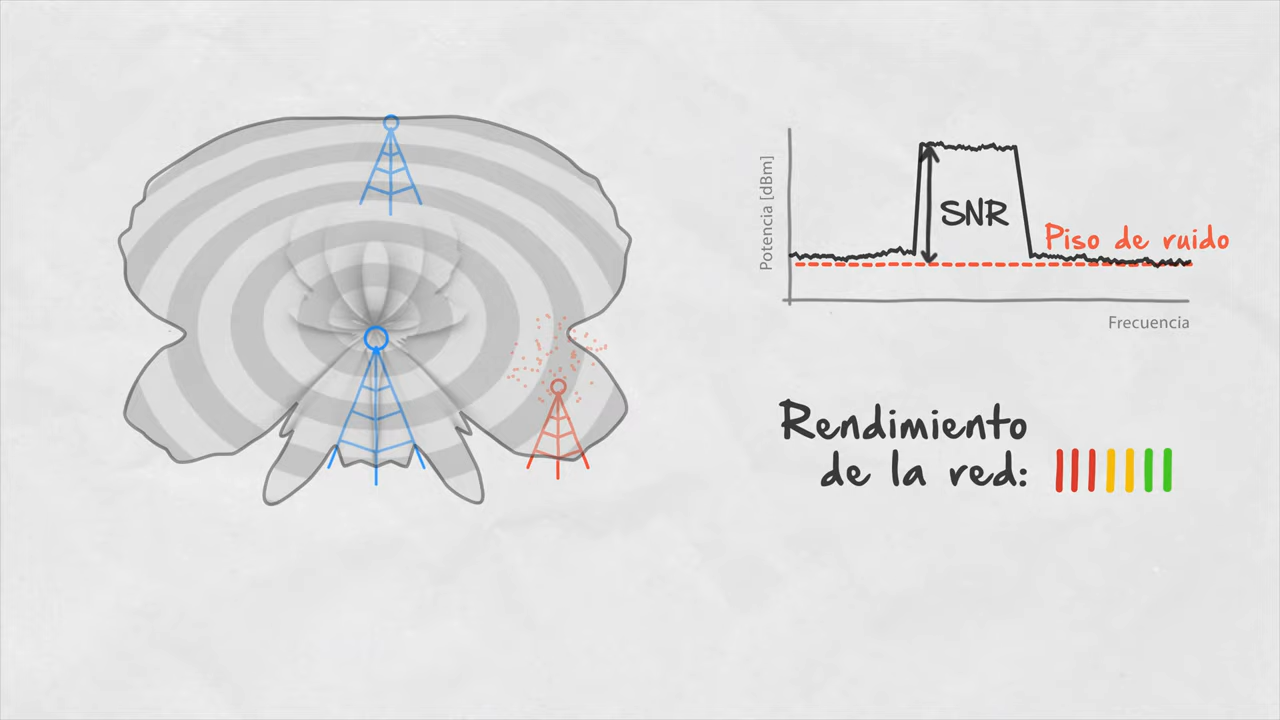 Potencia [dBm]
SNR
Piso de ruido
Frecuencia
Rendimiento
de la red: